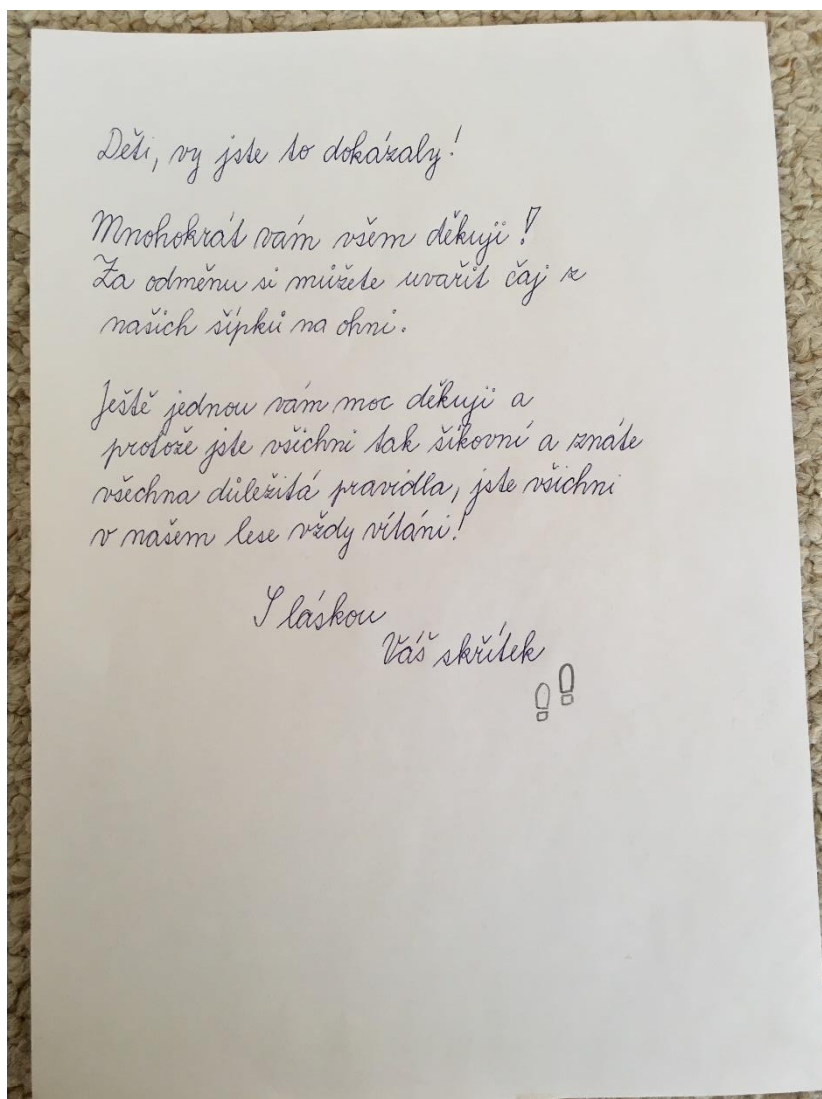 Děti, vy jste to dokázaly!
Mnohokrát vám všem děkuji!
Za odměnu si můžete uvařit čaj z
našich šípků na ohni.
Ještě jednou vám moc děkuji a
protože jste všichni tak šikovní a znáte
všechna důležitá pravidla, jste všichni
v našem lese vždy vítáni!
S láskou
Váš skřítek